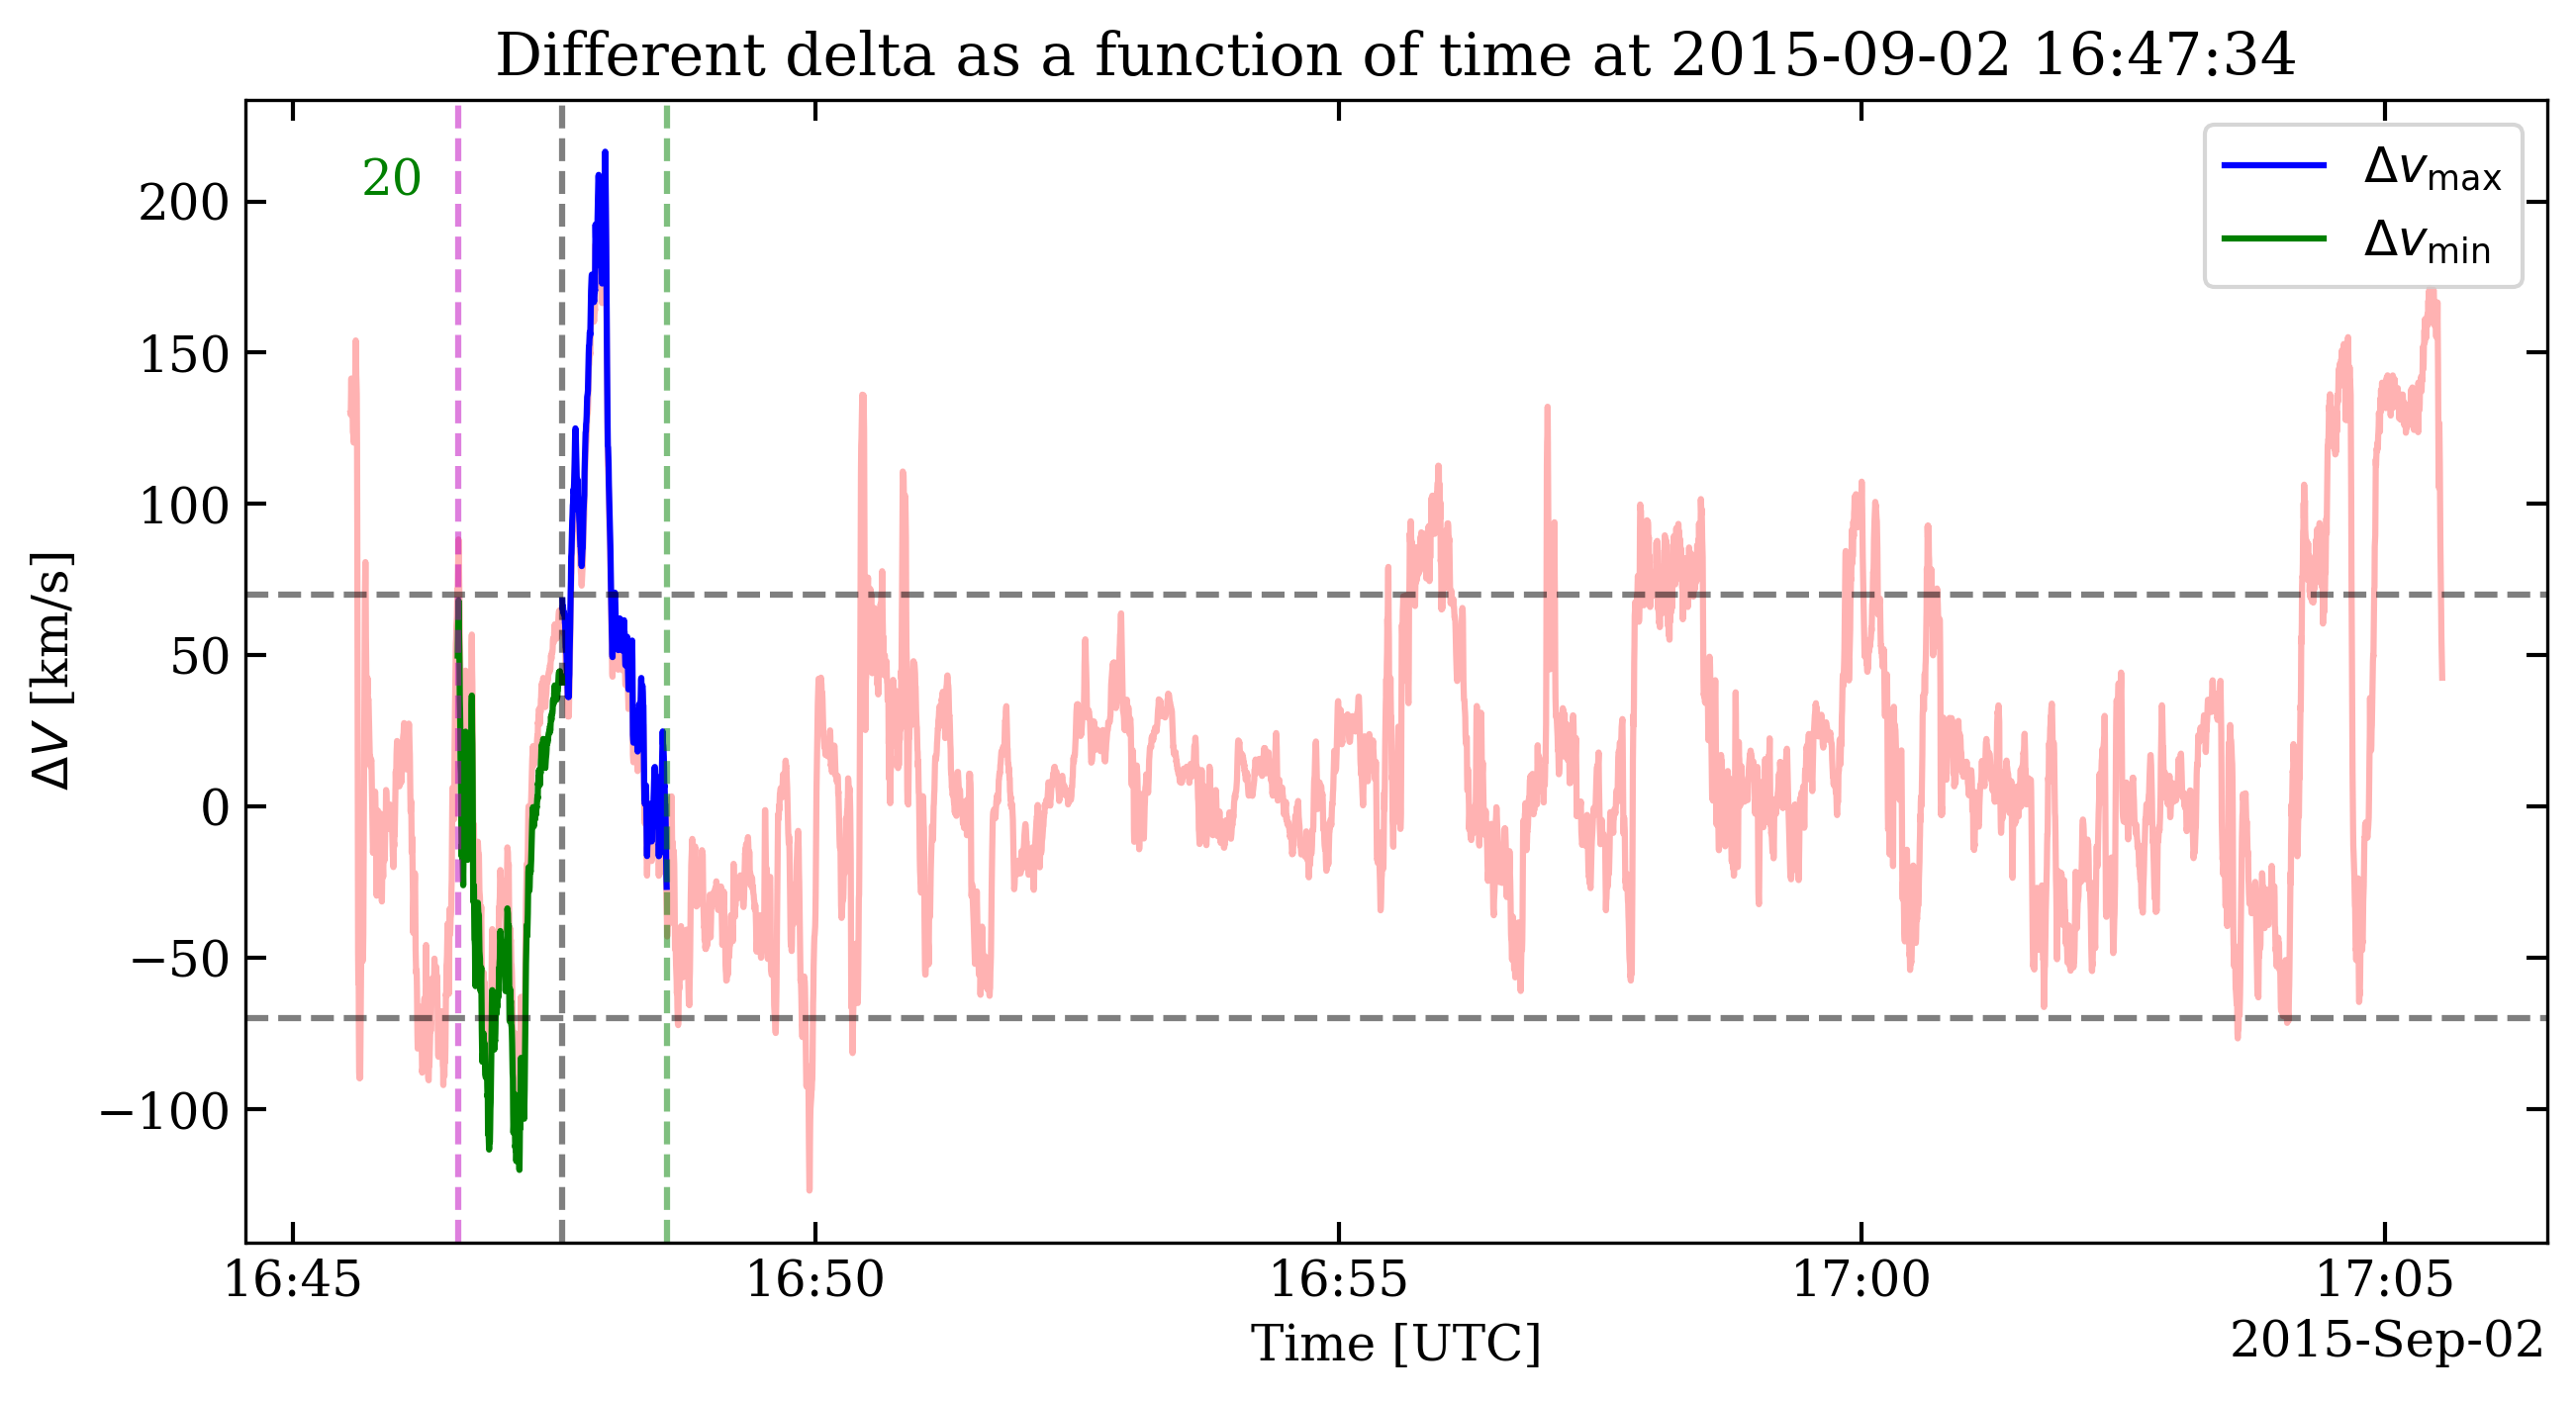 Different delta as a function of time at 2015-09-02 16:47:34
20
Δv_max
Δv_min
200
150
100
50
0
−50
−100
ΔV [km/s]
16:45 16:50 16:55 17:00 17:05
Time [UTC]
2015-Sep-02